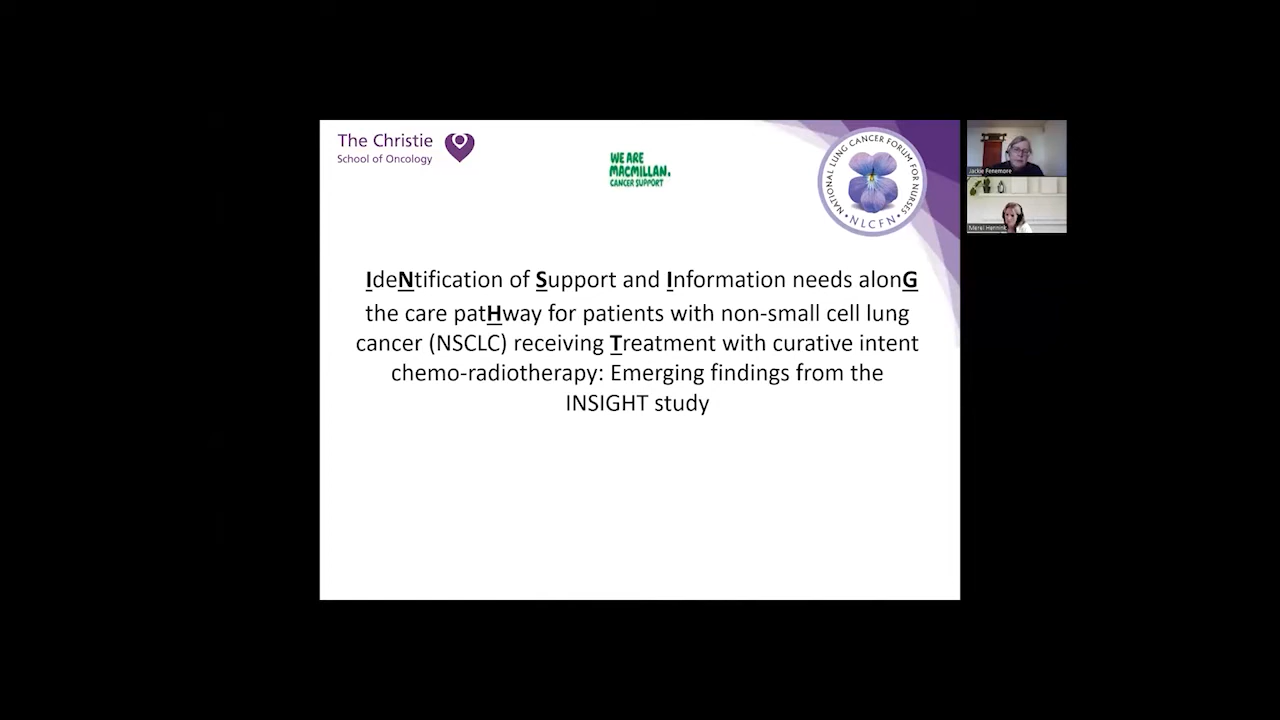 The Christie
School of Oncology
WE ARE
MACMILLAN.
CANCER SUPPORT
NATIONAL LUNG CANCER FORUM FOR NURSES
• NLCFN •
Jackie Fenemore
IdeNtification of Support and Information needs alonG
the care patHway for patients with non-small cell lung
cancer (NSCLC) receiving Treatment with curative intent
chemo-radiotherapy: Emerging findings from the
INSIGHT study